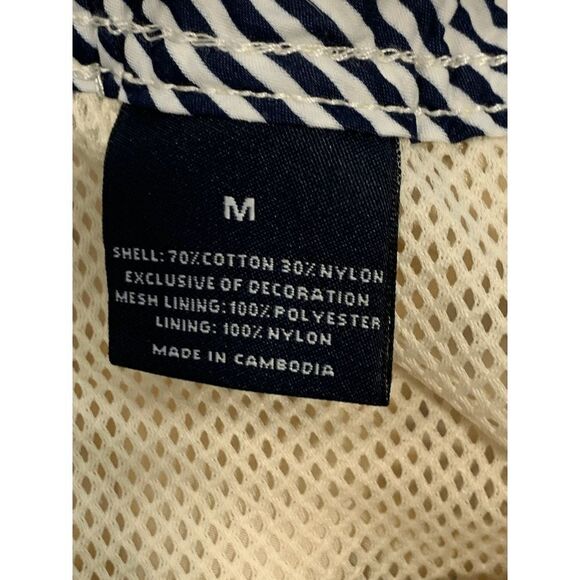 M
SHELL: 70% COTTON 30% NYLON
EXCLUSIVE OF DECORATION
MESH LINING: 100% POLYESTER
LINING: 100% NYLON
MADE IN CAMBODIA